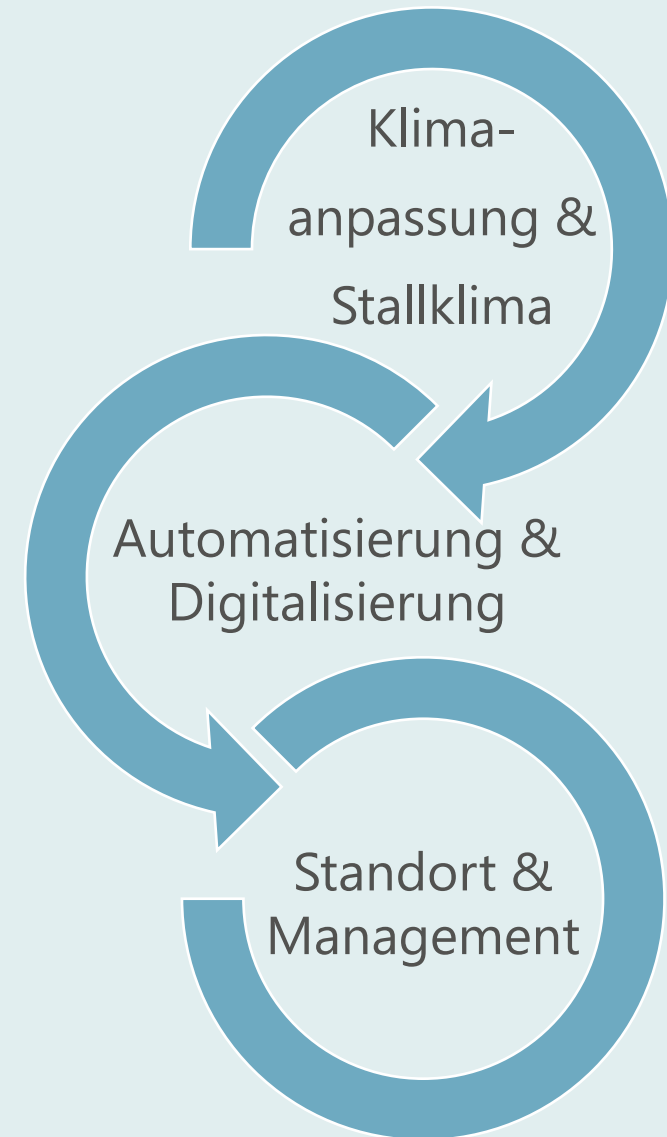 Klima-
anpassung &
Stallklima
Automatisierung &
Digitalisierung
Standort &
Management